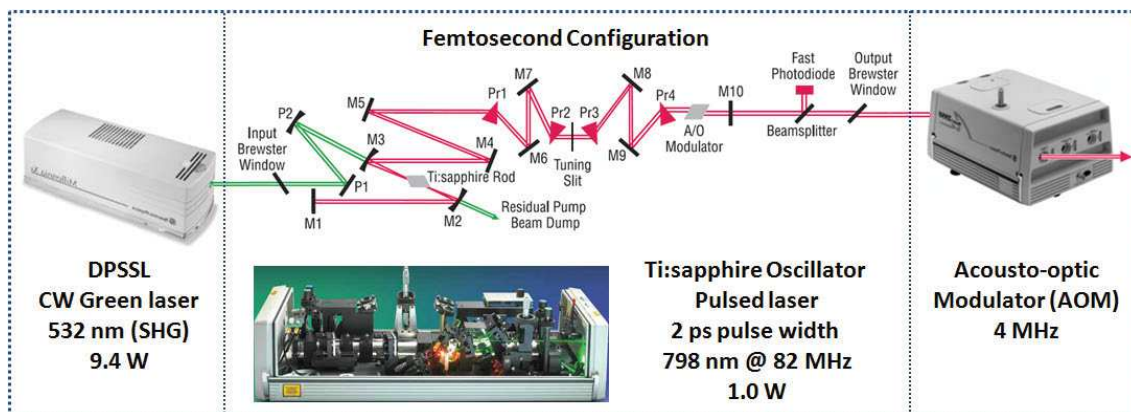 Femtosecond Configuration
M7
M8
Fast
Photodiode
Output
Brewster
Window
Pr1
Pr2
Pr3
Pr4
M10
M5
P2
Input
Brewster
Window
M3
M4
M6
Tuning
Slit
M9
A/O
Modulator
Beamsplitter
Ti:sapphire Rod
P1
M1
M2
Residual Pump
Beam Dump
DPSSL
CW Green laser
532 nm (SHG)
9.4 W
Ti:sapphire Oscillator
Pulsed laser
2 ps pulse width
798 nm @ 82 MHz
1.0 W
Acousto-optic
Modulator (AOM)
4 MHz